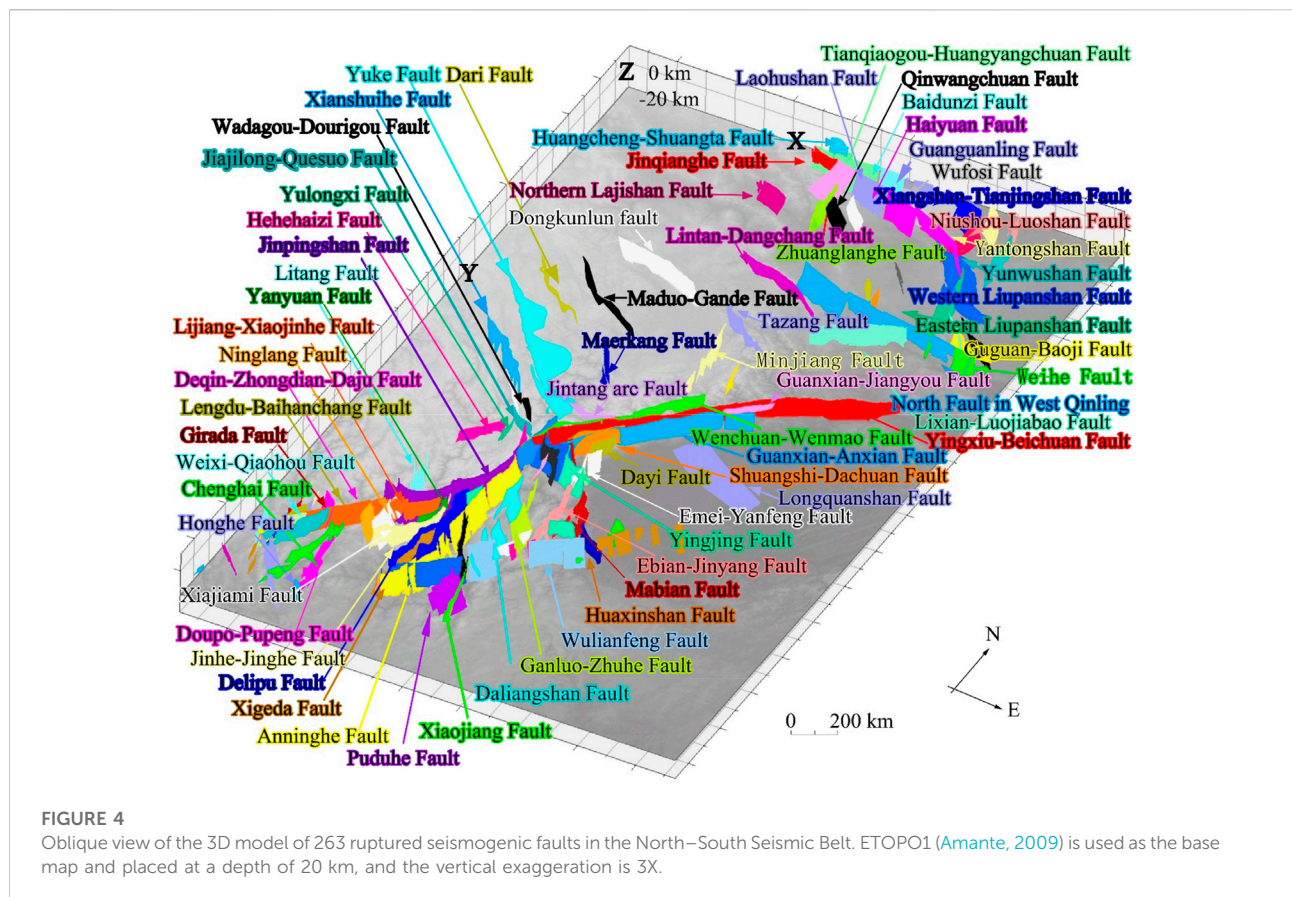 Tianqiaogou-Huangyangchuan Fault
Yuke Fault Dari Fault
Z 0 km
-20 km
Laohushan Fault
Qinwangchuan Fault
Xianshuihe Fault
Baidunzi Fault
Wadagou-Dourigou Fault
Haiyuan Fault
Huangcheng-Shuangta Fault
X
Guanguanling Fault
Jiajilong-Quesuo Fault
Jinqianghe Fault
Wufosi Fault
Yulongxi Fault
Northern Lajishan Fault
Xiangshan-Tianjingshan Fault
Hehehaizi Fault
Dongkunlun fault
Niushou-Luoshan Fault
Jinpingshan Fault
Lintan-Dangchang Fault
Zhuanglanghe Fault
Yantongshan Fault
Litang Fault
Y
Yunwushan Fault
Yanyuan Fault
Maduo-Gande Fault
Western Liupanshan Fault
Lijiang-Xiaojinhe Fault
Tazang Fault
Eastern Liupanshan Fault
Ninglang Fault
Maerkang Fault
Minjiang Fault
Guguan-Baoji Fault
Deqin-Zhongdian-Daju Fault
Jintang arc Fault
Guanxian-Jiangyou Fault
Weihe Fault
Lengdu-Baihanchang Fault
North Fault in West Qinling
Lixian-Luojiabao Fault
Girada Fault
Wenchuan-Wenmao Fault
Yingxiu-Beichuan Fault
Weixi-Qiaohou Fault
Guanxian-Anxian Fault
Chenghai Fault
Dayi Fault
Shuangshi-Dachuan Fault
Longquanshan Fault
Honghe Fault
Emei-Yanfeng Fault
Yingjing Fault
Ebian-Jinyang Fault
Xiajiami Fault
Mabian Fault
Huaxinshan Fault
Doupo-Pupeng Fault
Wulianfeng Fault
N
Jinhe-Jinghe Fault
Ganluo-Zhuhe Fault
Delipu Fault
Daliangshan Fault
E
Xigeda Fault
0 200 km
Anninghe Fault
Xiaojiang Fault
Puduhe Fault
FIGURE 4
Oblique view of the 3D model of 263 ruptured seismogenic faults in the North–South Seismic Belt. ETOPO1 (Amante, 2009) is used as the base
map and placed at a depth of 20 km, and the vertical exaggeration is 3X.